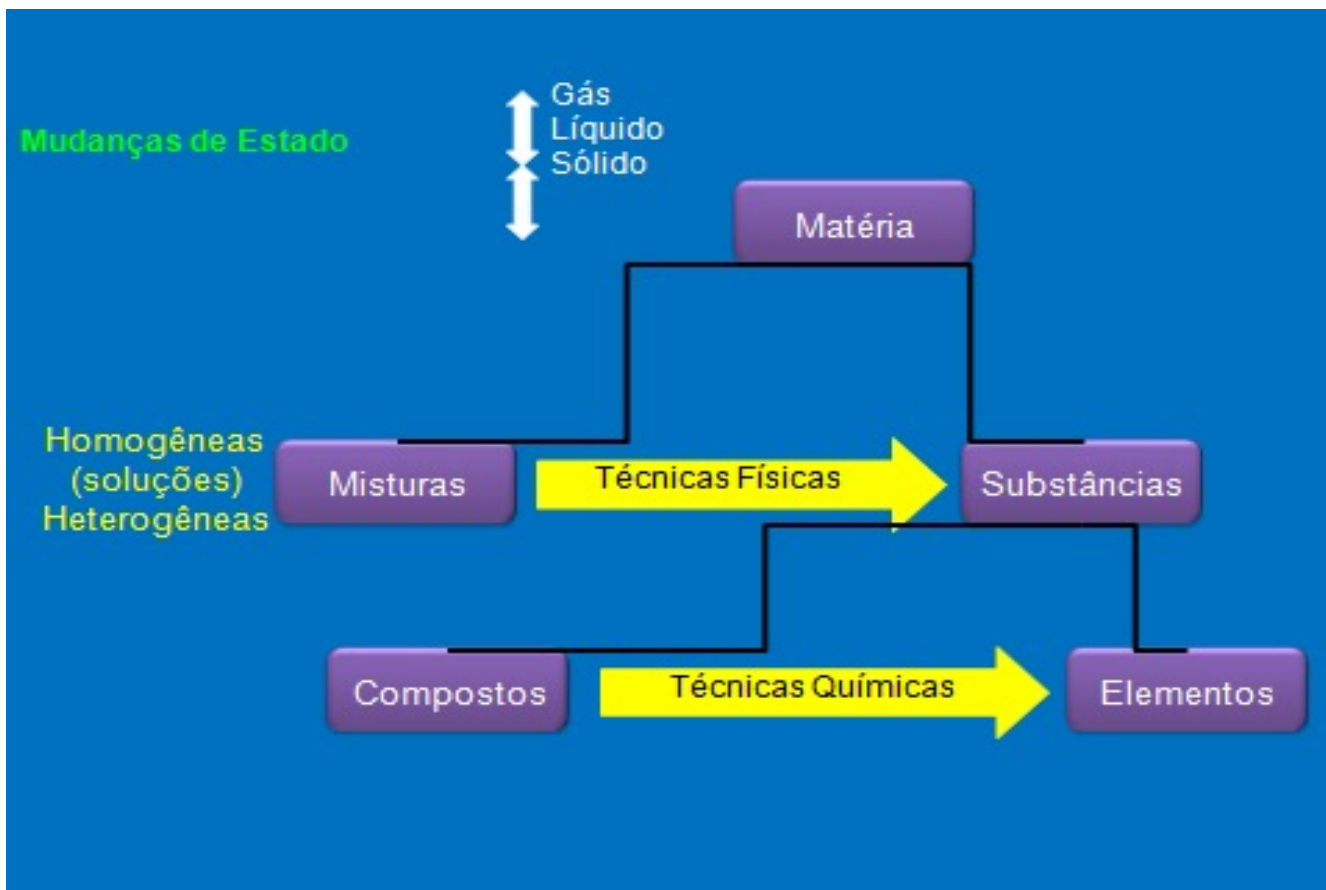 Gás
Mudanças de Estado
Líquido
Sólido
Matéria
Homogêneas
(soluções)
Heterogêneas
Misturas
Técnicas Físicas
Substâncias
Compostos
Técnicas Químicas
Elementos